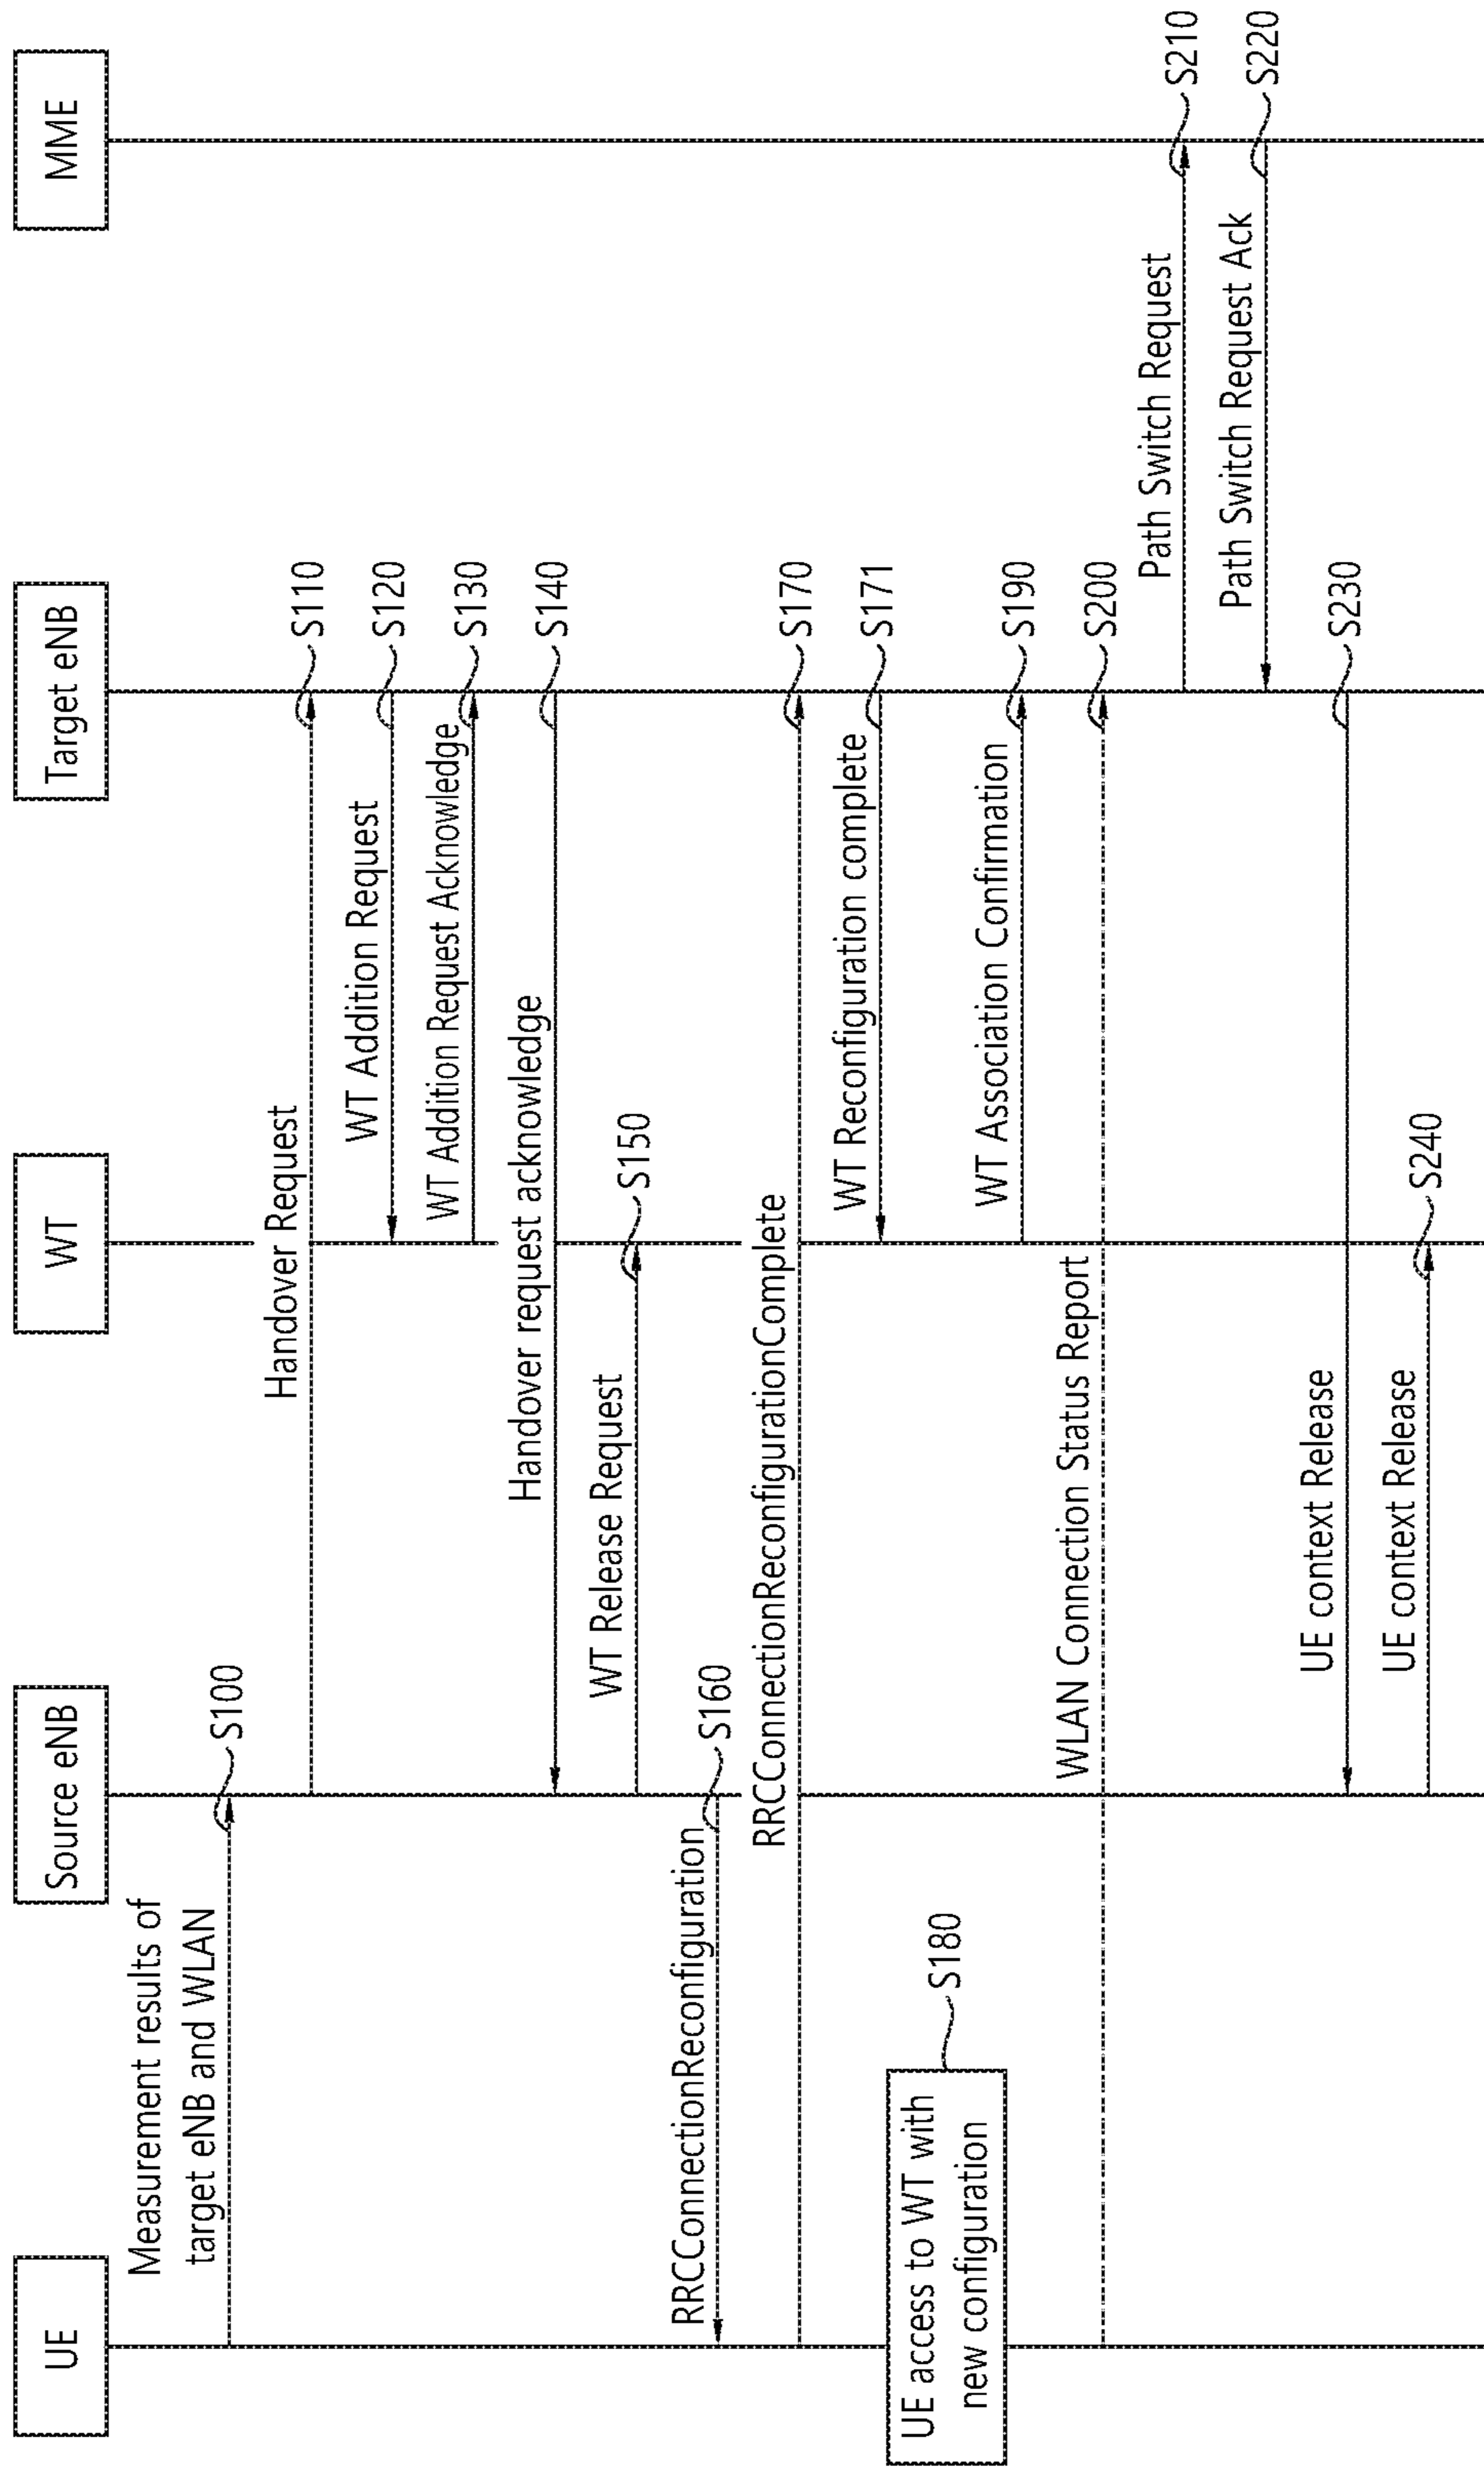 UE
Source eNB
WT
Target eNB
MME
Measurement results of
target eNB and WLAN
S100
Handover Request
S110
WT Addition Request
S120
WT Addition Request Acknowledge
S130
Handover request acknowledge
S140
WT Release Request
S150
RRCConnectionReconfiguration
S160
RRCConnectionReconfigurationComplete
S170
WT Reconfiguration complete
S171
UE access to WT with
new configuration
S180
WT Association Confirmation
S190
WLAN Connection Status Report
S200
Path Switch Request
S210
Path Switch Request Ack
S220
UE context Release
S230
UE context Release
S240